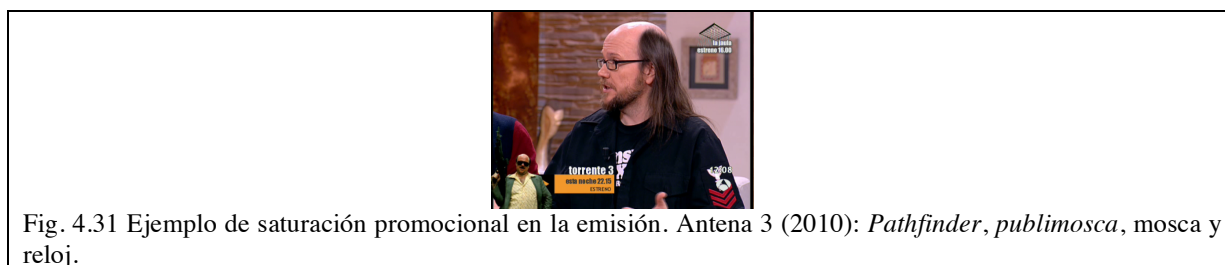 la jaula
estreno 16.00
torrente 3
esta noche 22.15
ESTRENO
Fig. 4.31 Ejemplo de saturación promocional en la emisión. Antena 3 (2010): Pathfinder, publimosca, mosca y
reloj.